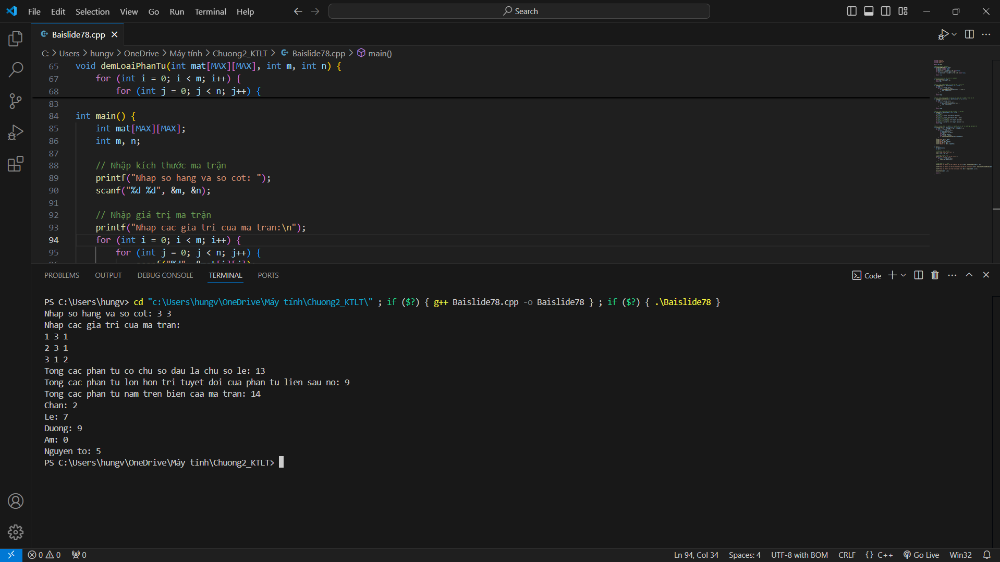 File Edit Selection View Go Run Terminal Help
Search
Baislide78.cpp
C: > Users > hungv > OneDrive > Máy tính > Chuong2_KTLT > Baislide78.cpp > main()
65 void demLoaiPhanTu(int mat[MAX][MAX], int m, int n) {
67 for (int i = 0; i < m; i++) {
68 for (int j = 0; j < n; j++) {
83
84 int main() {
85 int mat[MAX][MAX];
86 int m, n;
87
88 // Nhập kích thước ma trận
89 printf("Nhap so hang va so cot: ");
90 scanf("%d %d", &m, &n);
91
92 // Nhập giá trị ma trận
93 printf("Nhap cac gia tri cua ma tran:\n");
94 for (int i = 0; i < m; i++) {
95 for (int j = 0; j < n; j++) {
PROBLEMS OUTPUT DEBUG CONSOLE TERMINAL PORTS
Code
PS C:\Users\hungv> cd "c:\Users\hungv\OneDrive\Máy tính\Chuong2_KTLT\" ; if ($?) { g++ Baislide78.cpp -o Baislide78 } ; if ($?) { .\Baislide78 }
Nhap so hang va so cot: 3 3
Nhap cac gia tri cua ma tran:
1 3 1
2 3 1
3 1 2
Tong cac phan tu co chu so dau la chu so le: 13
Tong cac phan tu lon hon tri tuyet doi cua phan tu lien sau no: 9
Tong cac phan tu nam tren bien caa ma tran: 14
Chan: 2
Le: 7
Duong: 9
Am: 0
Nguyen to: 5
PS C:\Users\hungv\OneDrive\Máy tính\Chuong2_KTLT>
0 0 0 Ln 94, Col 34 Spaces: 4 UTF-8 with BOM CRLF {} C++ Go Live Win32